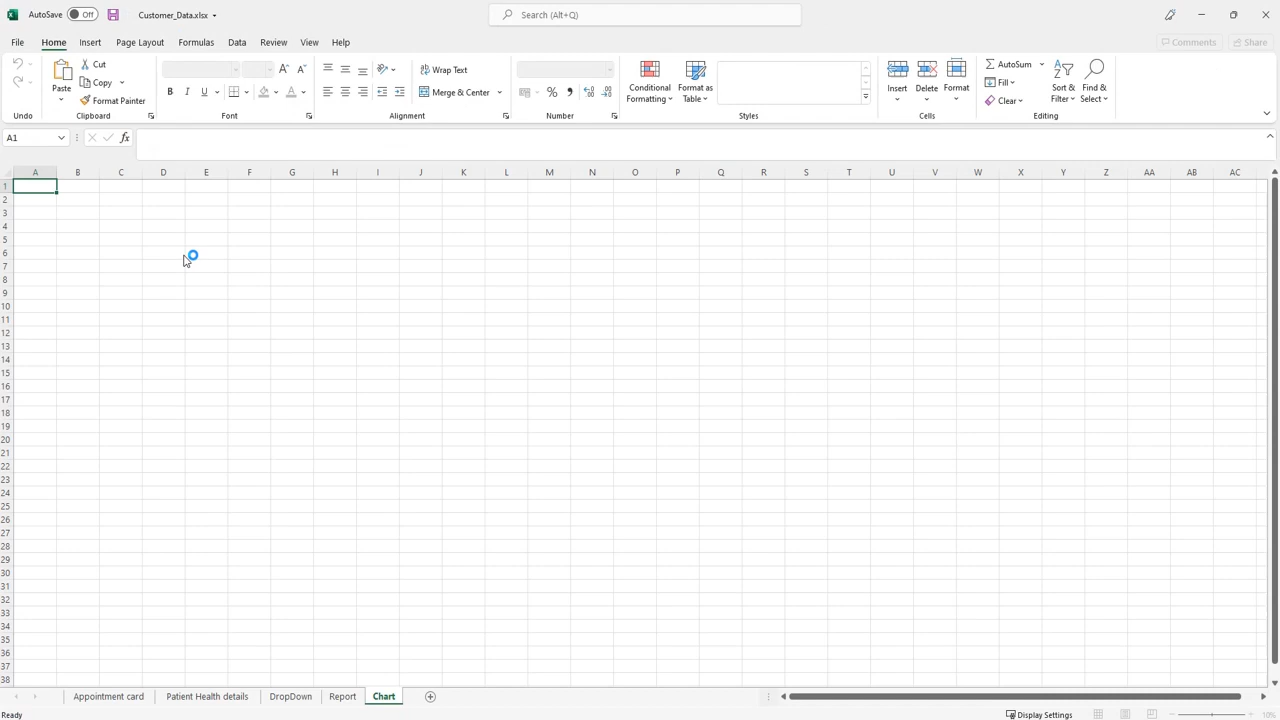 AutoSave Off Customer_Data.xlsx Search (Alt+Q)
File Home Insert Page Layout Formulas Data Review View Help Comments Share
Cut
Copy
Paste Format Painter
B I U
Wrap Text
Merge & Center
%
Conditional Formatting
Format as Table
Insert Delete Format
AutoSum
Fill
Clear
Sort & Filter
Find & Select
Undo Clipboard Font Alignment Number Styles Cells Editing
A1 fx
A B C D E F G H I J K L M N O P Q R S T U V W X Y Z AA AB AC
1
2
3
4
5
6
7
8
9
10
11
12
13
14
15
16
17
18
19
20
21
22
23
24
25
26
27
28
29
30
31
32
33
34
35
36
37
38
Appointment card Patient Health details DropDown Report Chart
Ready Display Settings 10%